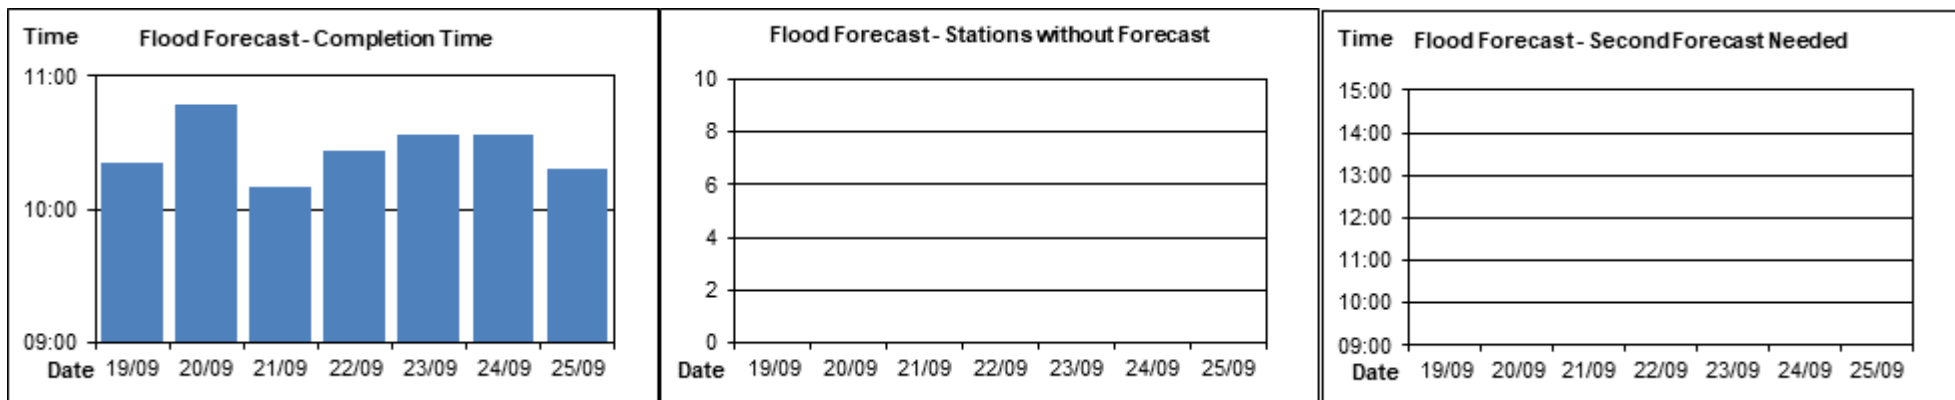 Time Flood Forecast - Completion Time
11:00
10:00
09:00
Date 19/09 20/09 21/09 22/09 23/09 24/09 25/09
Flood Forecast - Stations without Forecast
10
8
6
4
2
0
Date 19/09 20/09 21/09 22/09 23/09 24/09 25/09
Time Flood Forecast - Second Forecast Needed
15:00
14:00
13:00
12:00
11:00
10:00
09:00
Date 19/09 20/09 21/09 22/09 23/09 24/09 25/09